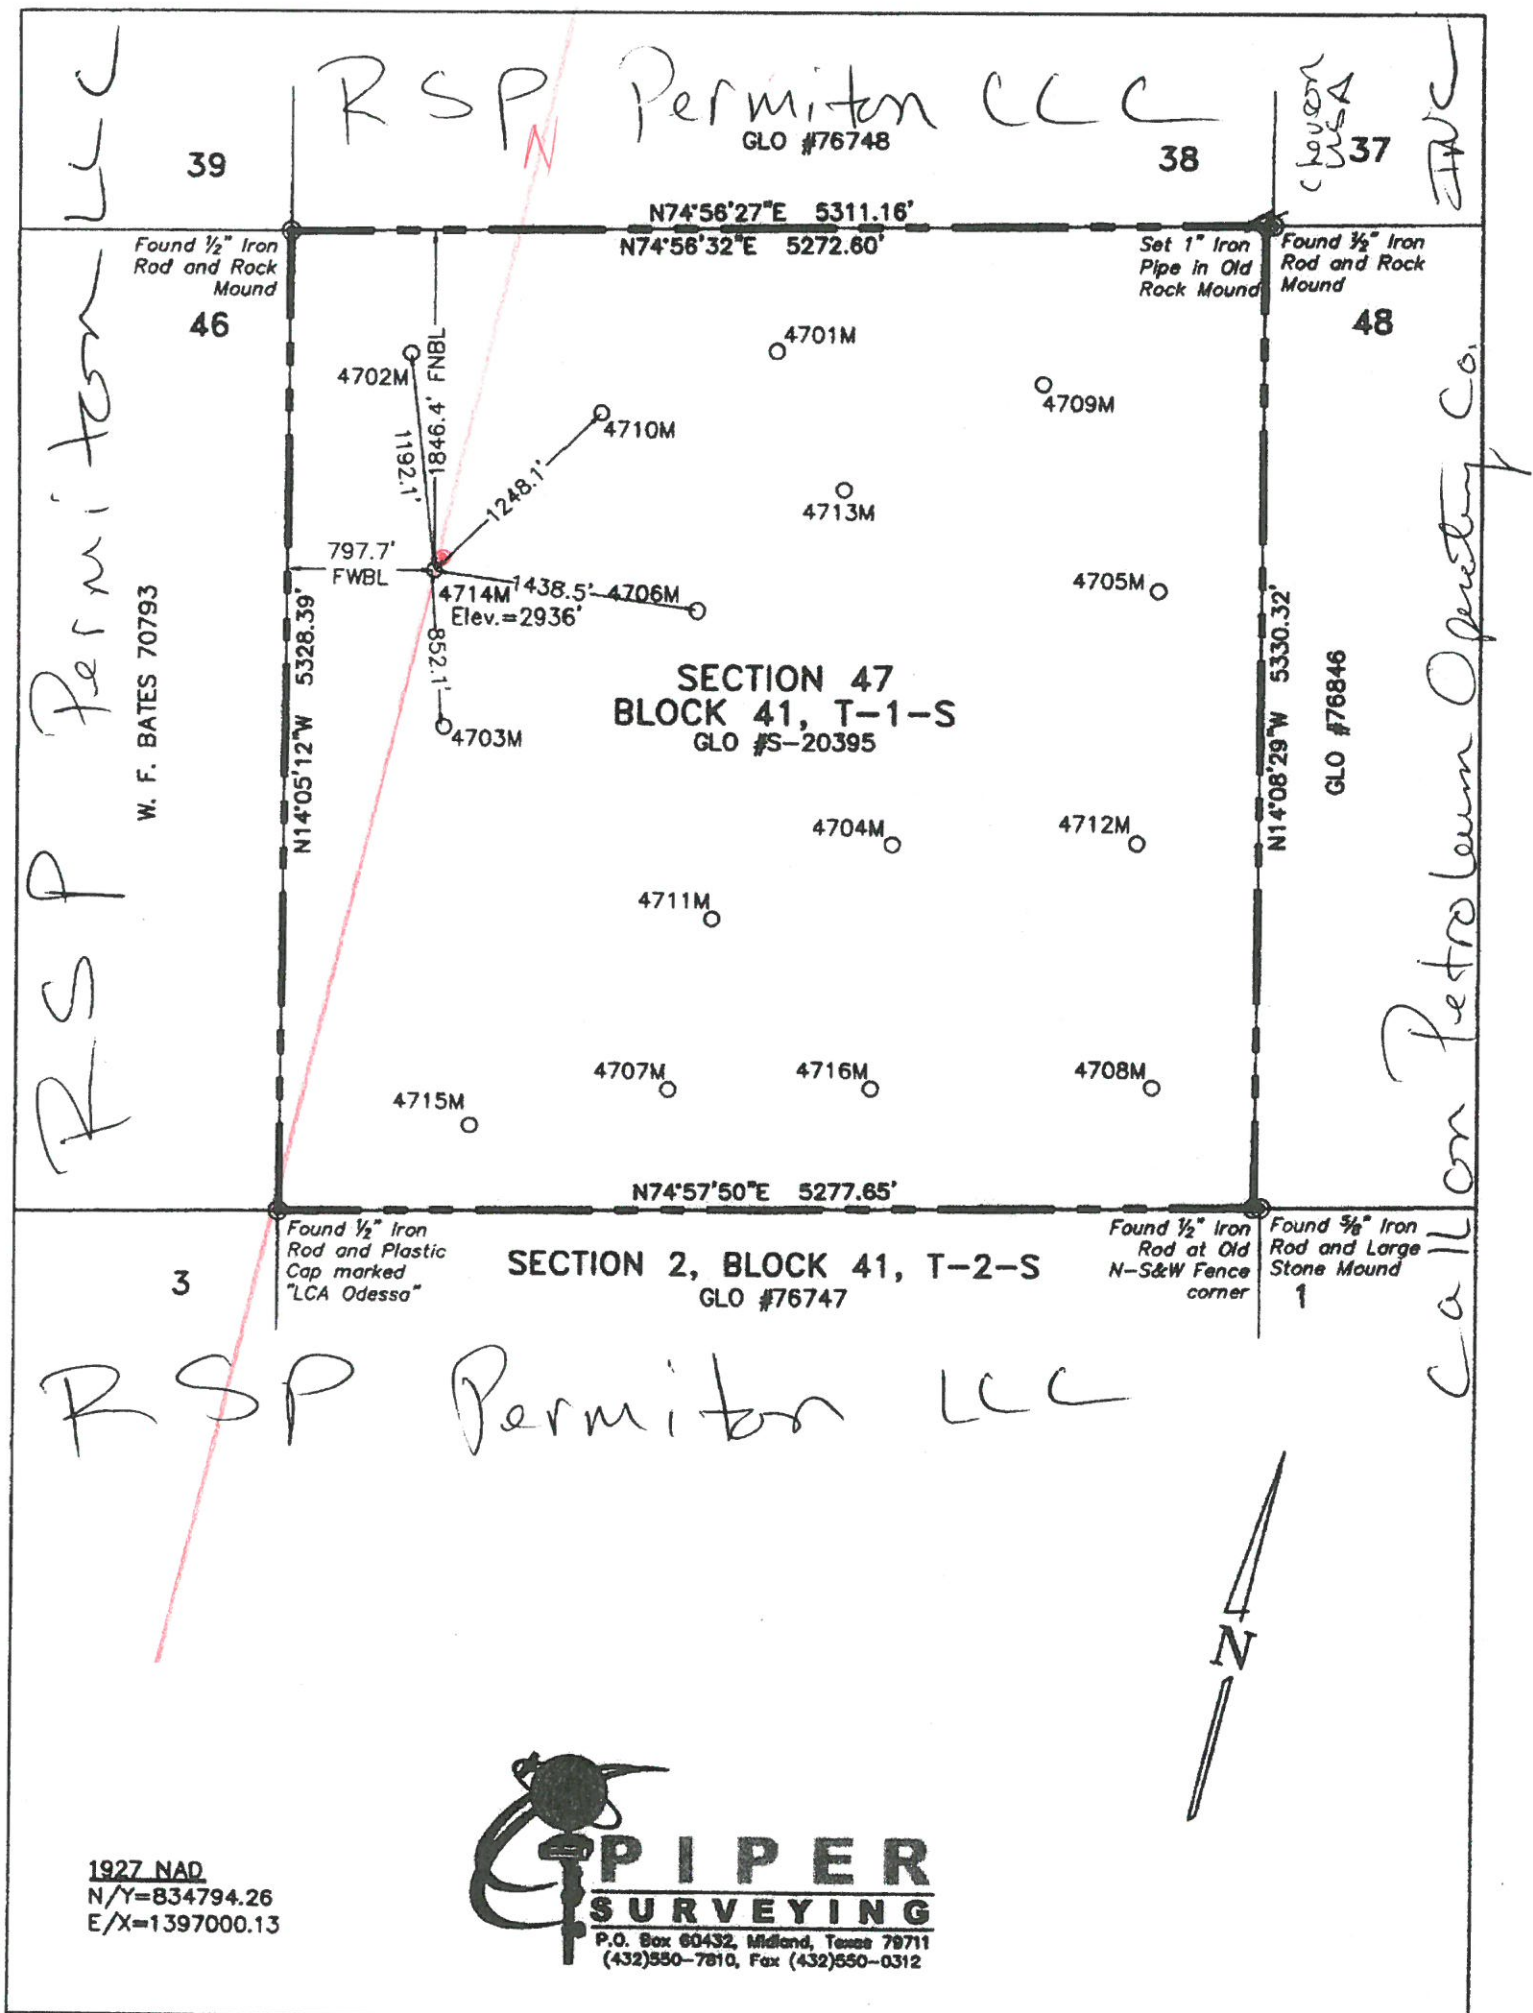 RSP Permiton LLC
GLO #76748
39
38
Chevron
USA
37
INC
N74°56'27"E 5311.16'
N74°56'32"E 5272.60'
Found ½" Iron
Rod and Rock
Mound
Set 1" Iron
Pipe in Old
Rock Mound
Found ½" Iron
Rod and Rock
Mound
46
48
N
4702M
1846.4' FNBL
1192.1'
4701M
4709M
4710M
1248.1'
4713M
797.7'
FWBL
4714M
Elev.=2936'
1438.5'
4706M
4705M
852.1'
4703M
RSP Permiton LLC
W. F. BATES 70793
N14°05'12"W 5328.39'
SECTION 47
BLOCK 41, T-1-S
GLO #S-20395
N14°08'29"W 5330.32'
GLO #76846
Callon Petroleum Operating Co.
4704M
4712M
4711M
4707M
4716M
4708M
4715M
N74°57'50"E 5277.65'
Found ½" Iron
Rod and Plastic
Cap marked
"LCA Odessa"
3
SECTION 2, BLOCK 41, T-2-S
GLO #76747
Found ½" Iron
Rod at Old
N-S&W Fence
corner
Found ⅝" Iron
Rod and Large
Stone Mound
1
RSP Permiton LLC
N
1927 NAD
N/Y=834794.26
E/X=1397000.13
PIPER
SURVEYING
P.O. Box 60432, Midland, Texas 79711
(432)550-7810, Fax (432)550-0312